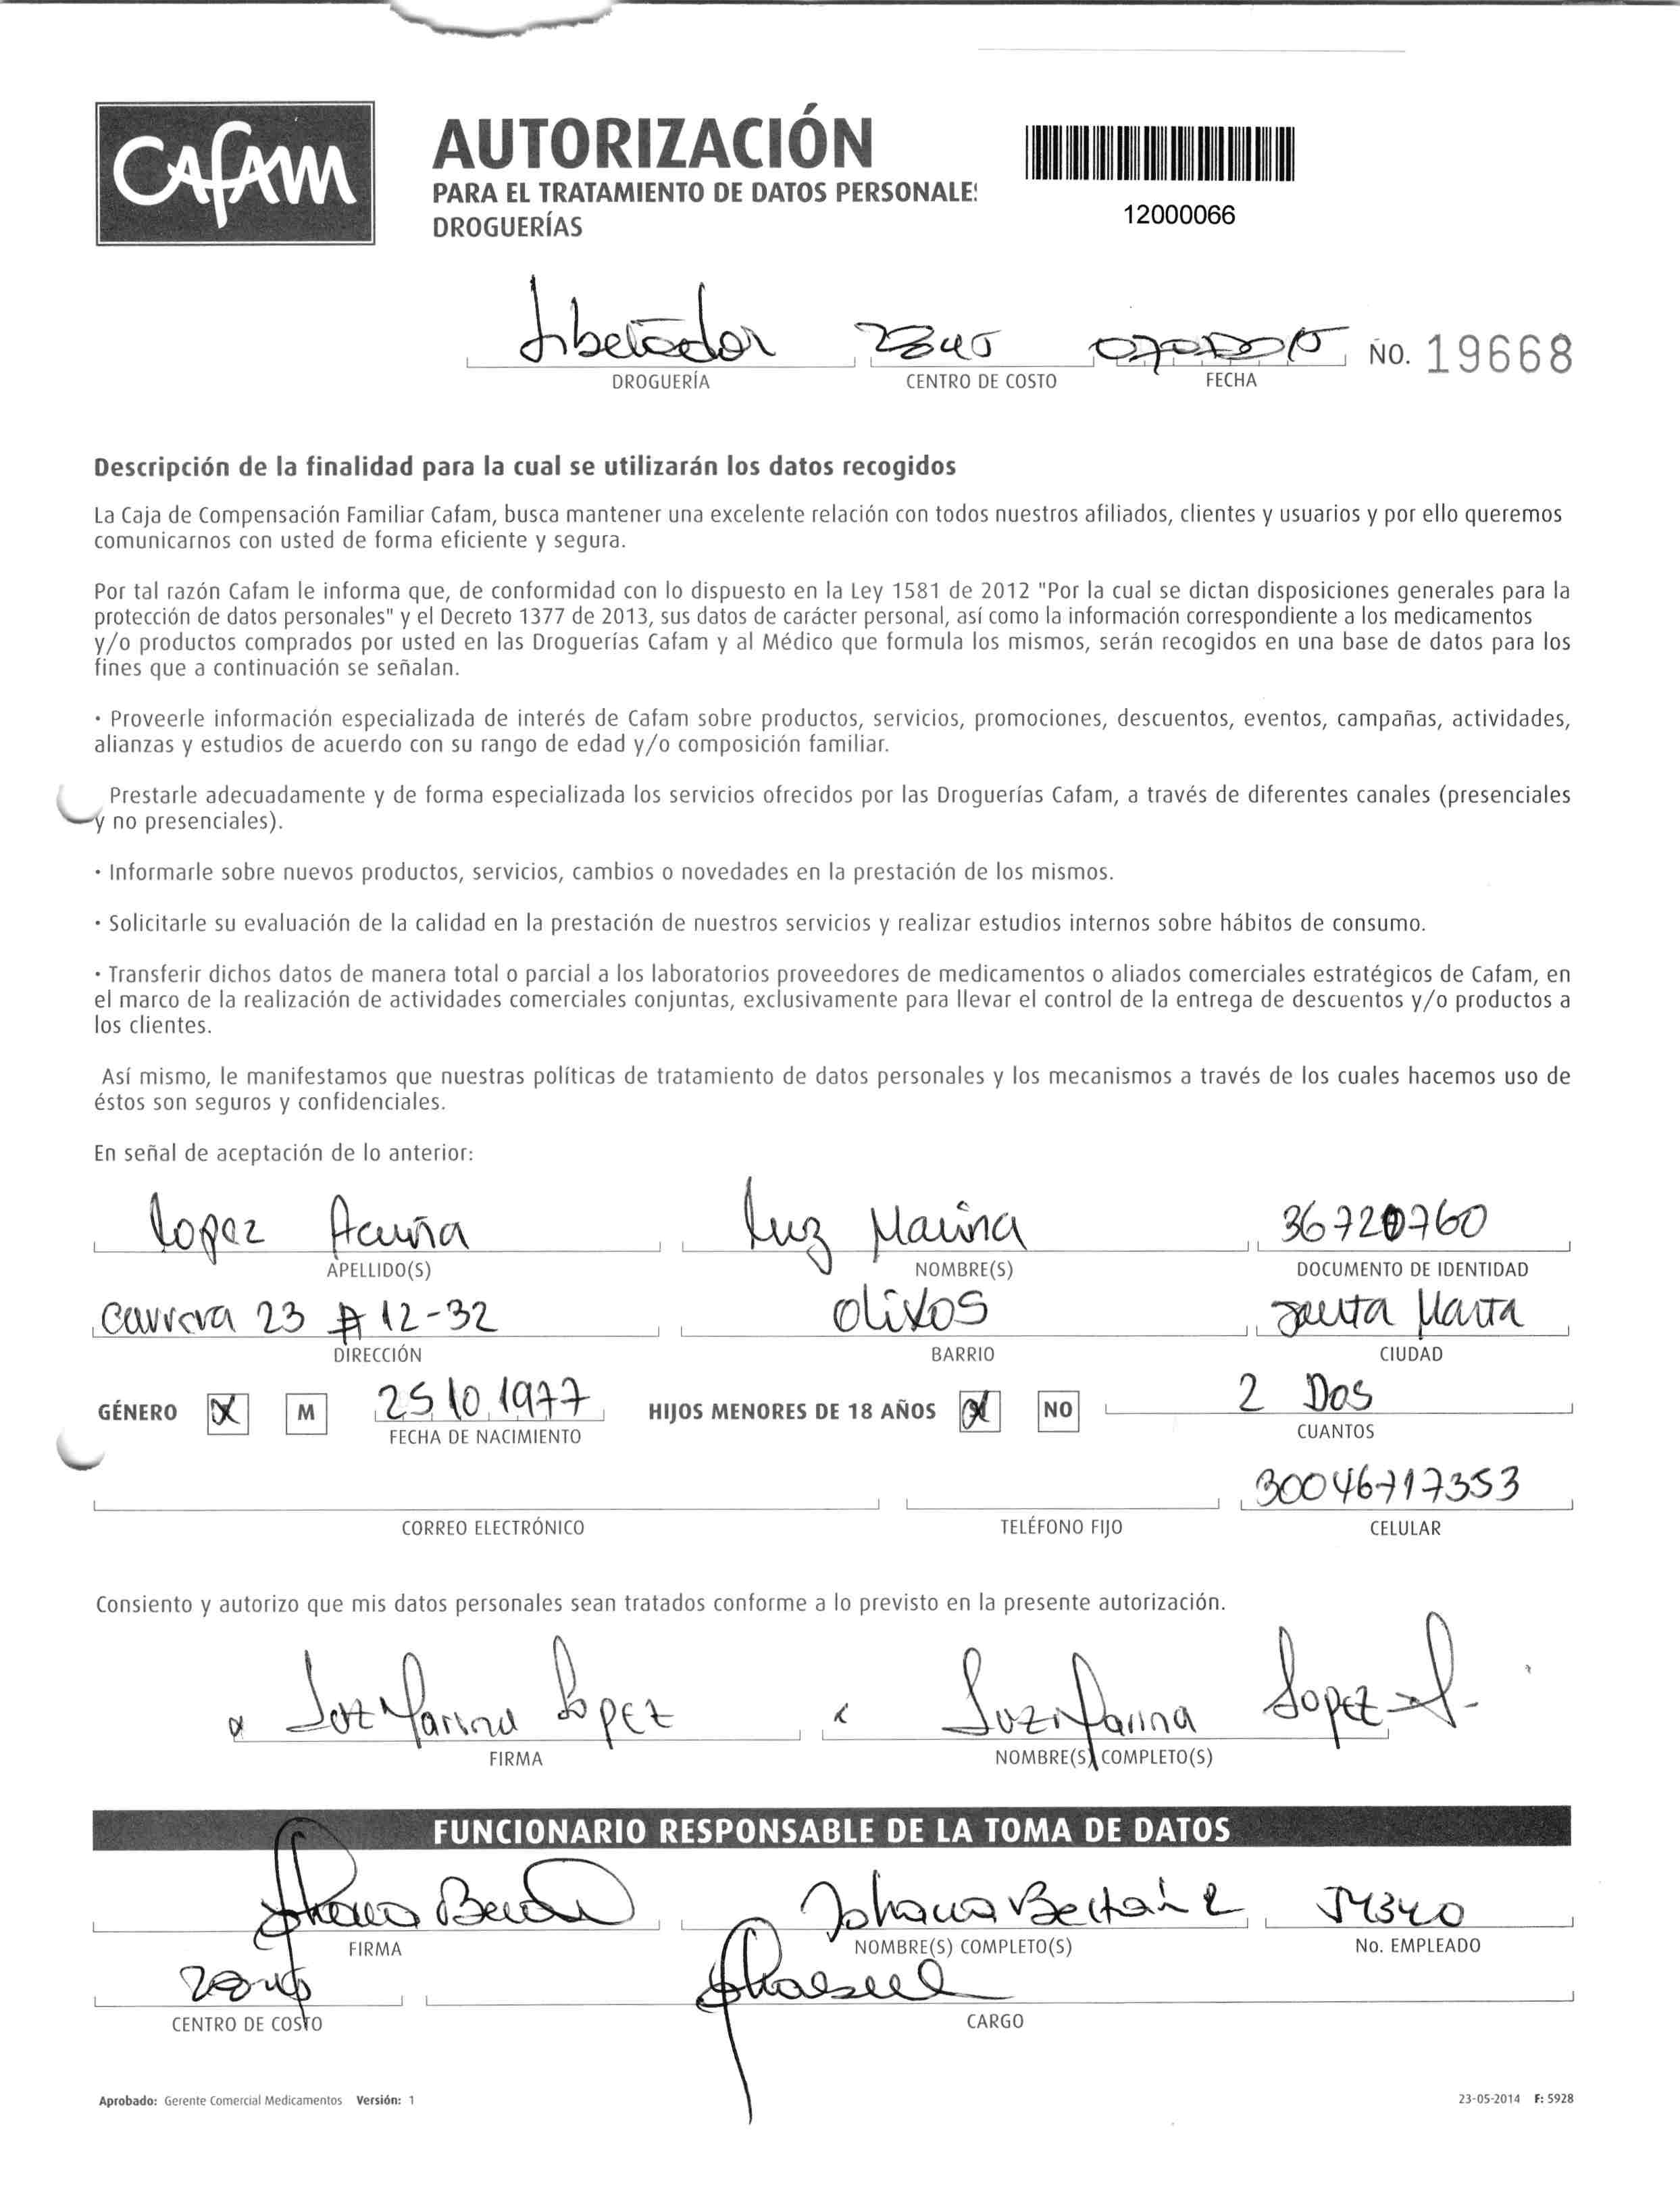 CAFAM
AUTORIZACIÓN
PARA EL TRATAMIENTO DE DATOS PERSONALES
DROGUERÍAS
12000066
Libertador
DROGUERÍA CENTRO DE COSTO FECHA NO. 19668
Descripción de la finalidad para la cual se utilizarán los datos recogidos
La Caja de Compensación Familiar Cafam, busca mantener una excelente relación con todos nuestros afiliados, clientes y usuarios y por ello queremos
comunicarnos con usted de forma eficiente y segura.
Por tal razón Cafam le informa que, de conformidad con lo dispuesto en la Ley 1581 de 2012 "Por la cual se dictan disposiciones generales para la
protección de datos personales" y el Decreto 1377 de 2013, sus datos de carácter personal, así como la información correspondiente a los medicamentos
y/o productos comprados por usted en las Droguerías Cafam y al Médico que formula los mismos, serán recogidos en una base de datos para los
fines que a continuación se señalan.
· Proveerle información especializada de interés de Cafam sobre productos, servicios, promociones, descuentos, eventos, campañas, actividades,
alianzas y estudios de acuerdo con su rango de edad y/o composición familiar.
Prestarle adecuadamente y de forma especializada los servicios ofrecidos por las Droguerías Cafam, a través de diferentes canales (presenciales
y no presenciales).
· Informarle sobre nuevos productos, servicios, cambios o novedades en la prestación de los mismos.
· Solicitarle su evaluación de la calidad en la prestación de nuestros servicios y realizar estudios internos sobre hábitos de consumo.
· Transferir dichos datos de manera total o parcial a los laboratorios proveedores de medicamentos o aliados comerciales estratégicos de Cafam, en
el marco de la realización de actividades comerciales conjuntas, exclusivamente para llevar el control de la entrega de descuentos y/o productos a
los clientes.
Así mismo, le manifestamos que nuestras políticas de tratamiento de datos personales y los mecanismos a través de los cuales hacemos uso de
éstos son seguros y confidenciales.
En señal de aceptación de lo anterior:
Lopez Acuña Luz Marina 36720760
APELLIDO(S) NOMBRE(S) DOCUMENTO DE IDENTIDAD
Carrera 23 # 12-32 Olivos Santa Marta
DIRECCIÓN BARRIO CIUDAD
GÉNERO X M 25 10 1977 HIJOS MENORES DE 18 AÑOS X NO 2 Dos
FECHA DE NACIMIENTO CUANTOS
30046717353
CORREO ELECTRÓNICO TELÉFONO FIJO CELULAR
Consiento y autorizo que mis datos personales sean tratados conforme a lo previsto en la presente autorización.
x Luz Marina Lopez x Luz Marina Lopez A.
FIRMA NOMBRE(S) COMPLETO(S)
FUNCIONARIO RESPONSABLE DE LA TOMA DE DATOS
Johana
FIRMA NOMBRE(S) COMPLETO(S) No. EMPLEADO
CENTRO DE COSTO CARGO
Aprobado: Gerente Comercial Medicamentos Versión: 1 23-05-2014 F: 5928